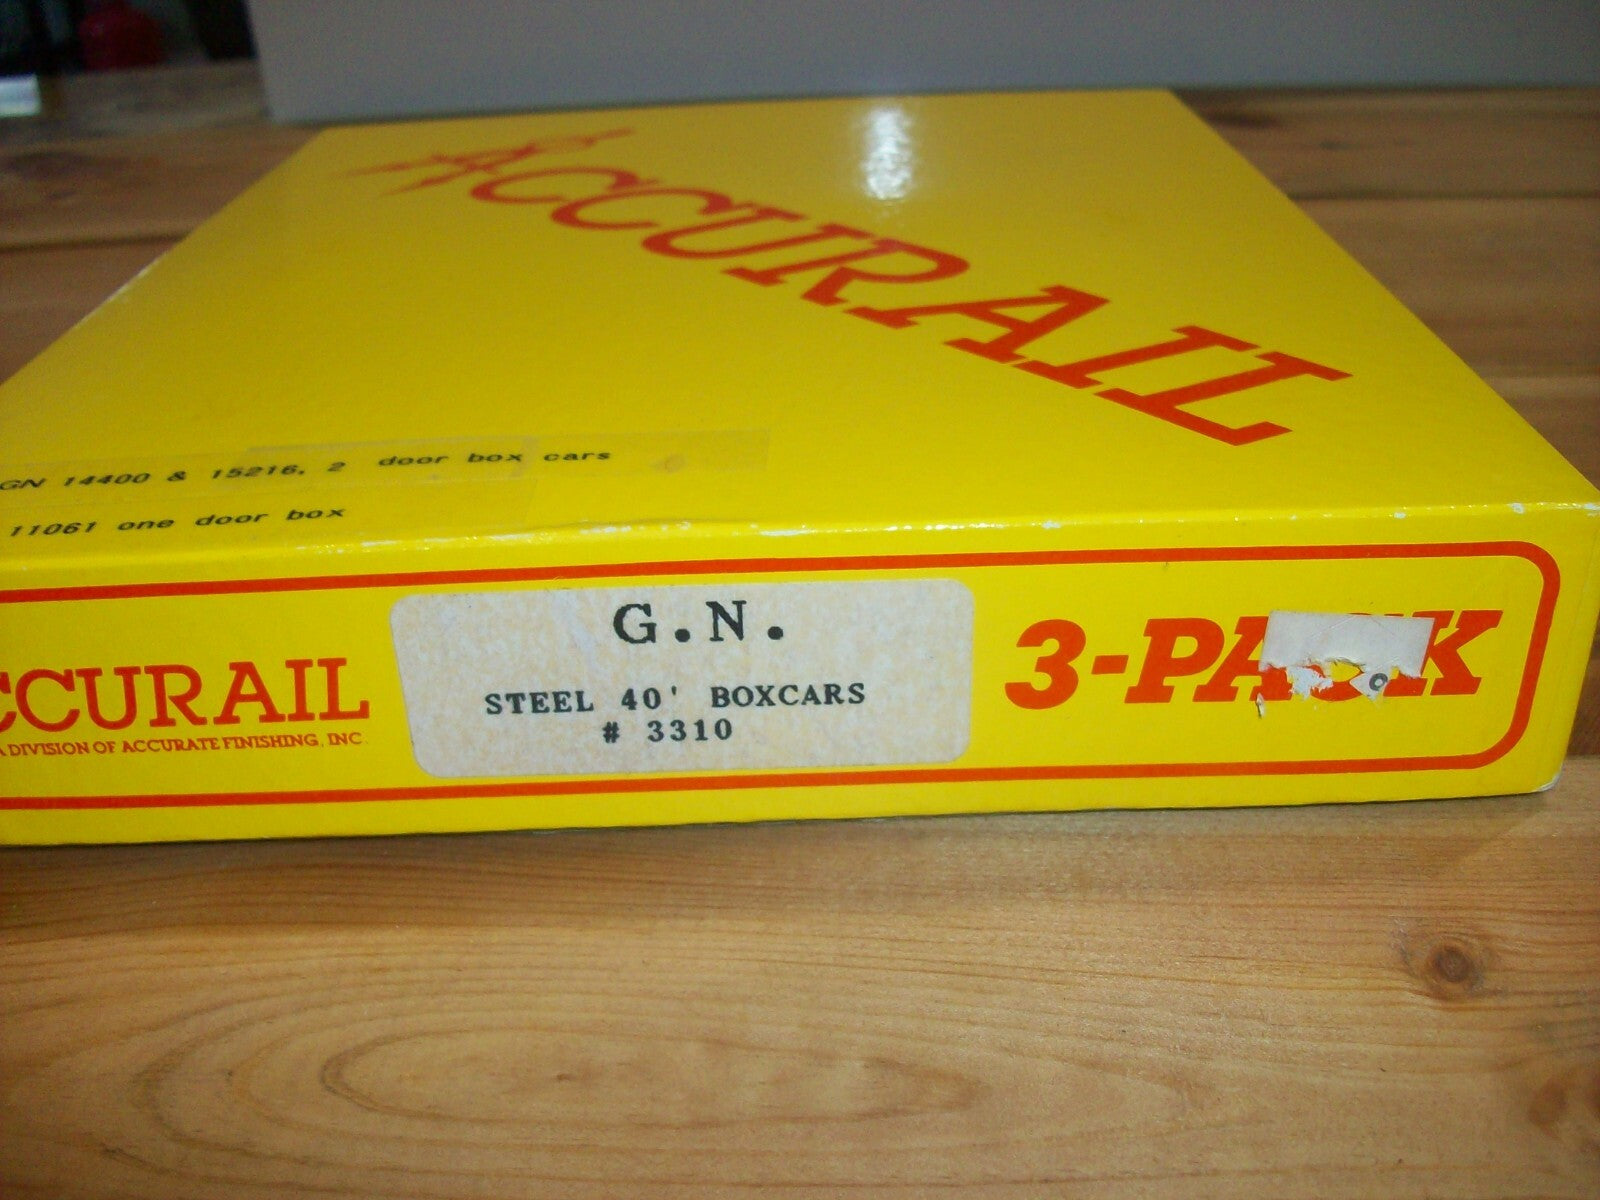 ACCURAIL
GN 14400 & 15216, 2 door box cars
11061 one door box
CCURAIL
A DIVISION OF ACCURATE FINISHING, INC.
G.N.
STEEL 40' BOXCARS
# 3310
3-PACK